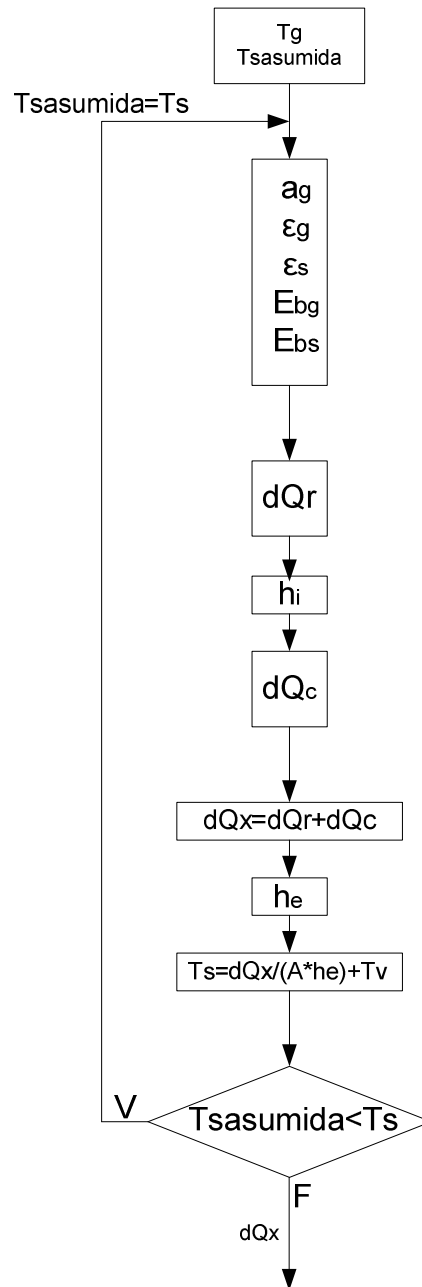 Tg
Tsasumida
Tsasumida=Ts
ag
εg
εs
Ebg
Ebs
dQr
hi
dQc
dQx=dQr+dQc
he
Ts=dQx/(A*he)+Tv
Tsasumida<Ts
V
F
dQx